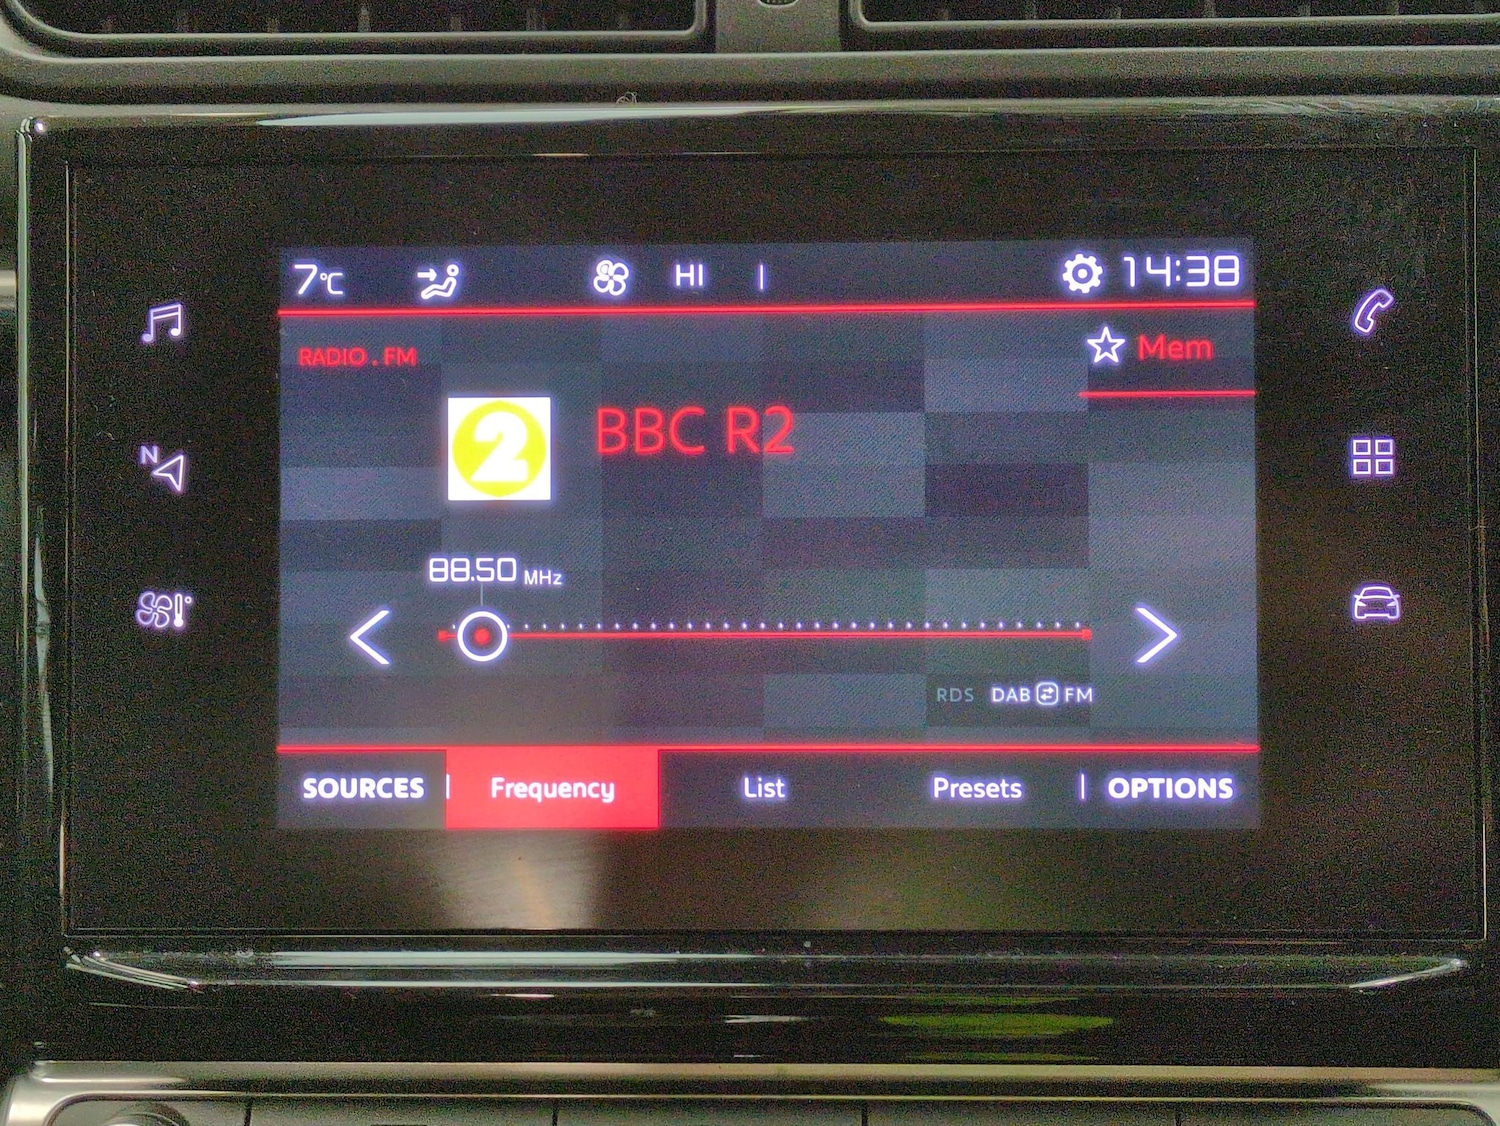 7°C HI 14:38
RADIO . FM
Mem
2 BBC R2
N
88.50 MHz
RDS DAB FM
SOURCES Frequency List Presets OPTIONS